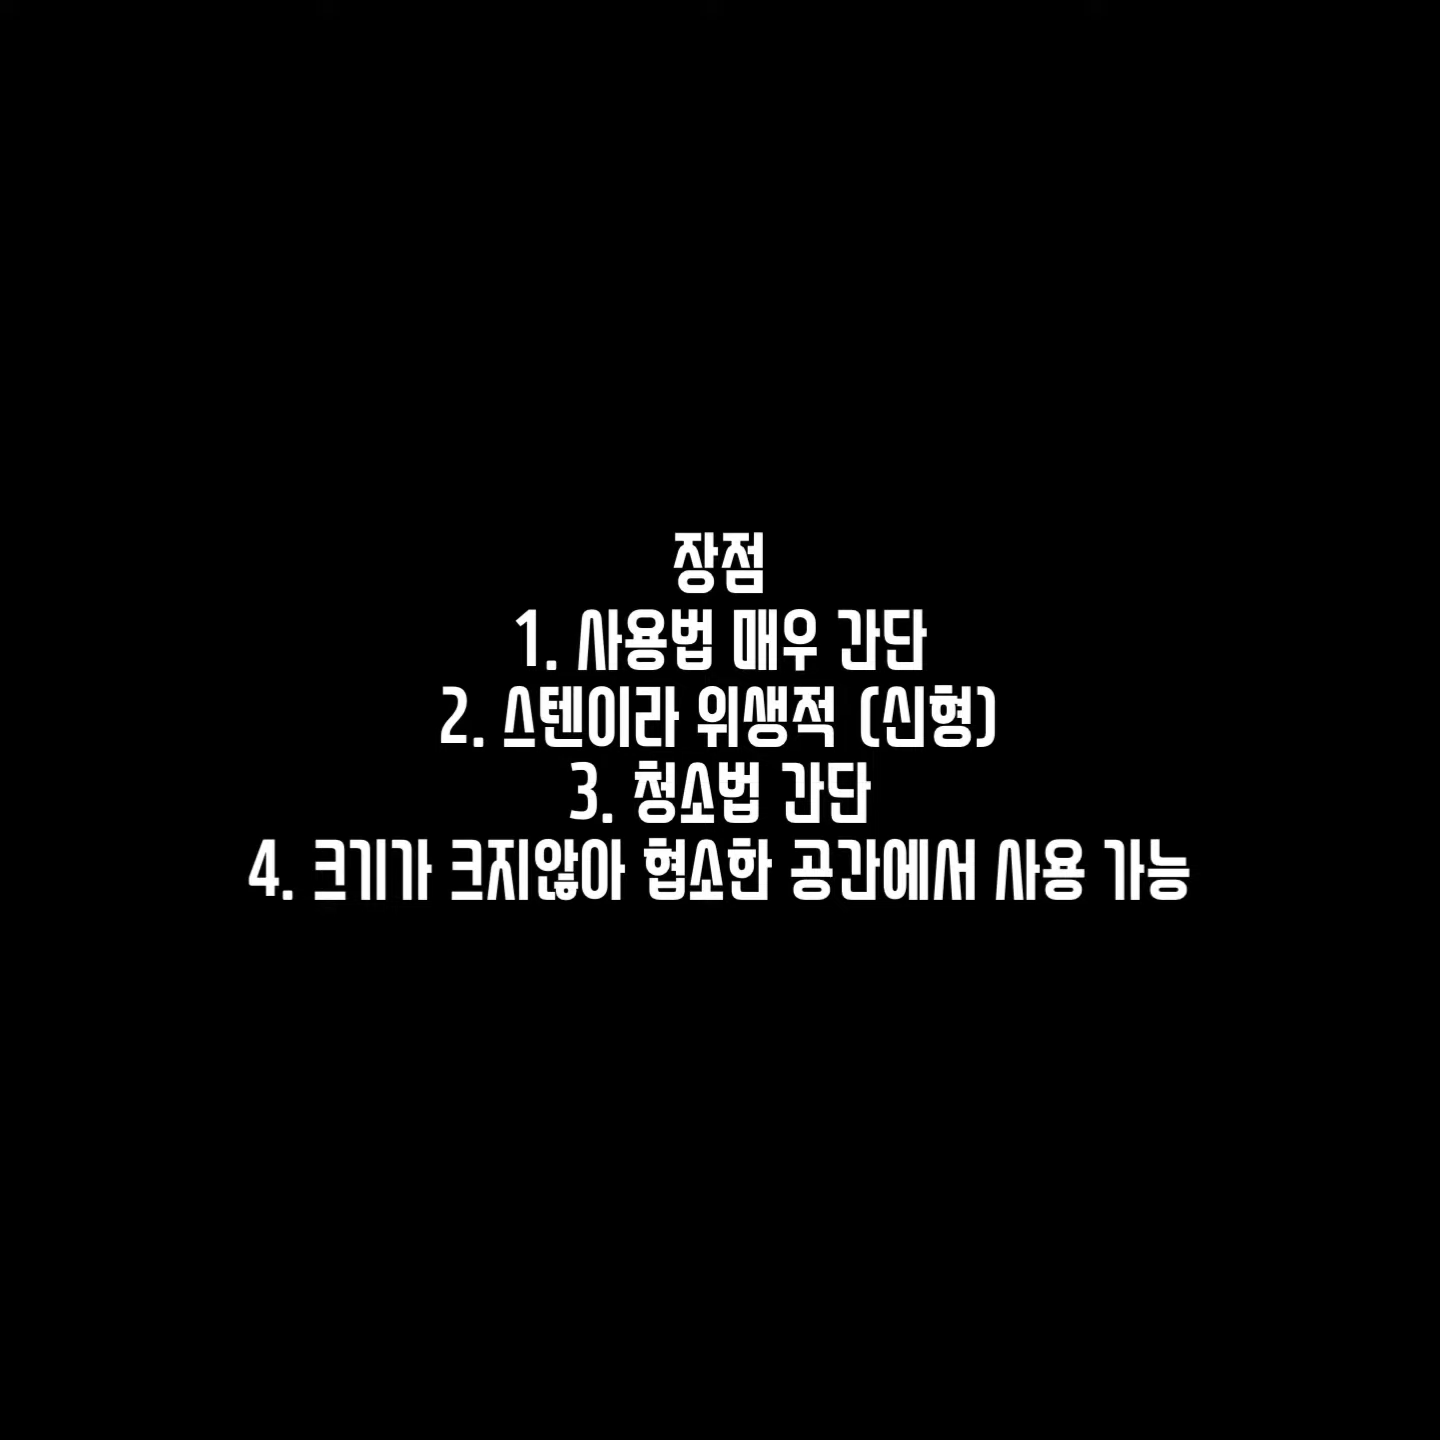 장점
1. 사용법 매우 간단
2. 스텐이라 위생적 (신형)
3. 청소법 간단
4. 크기가 크지않아 협소한 공간에서 사용 가능